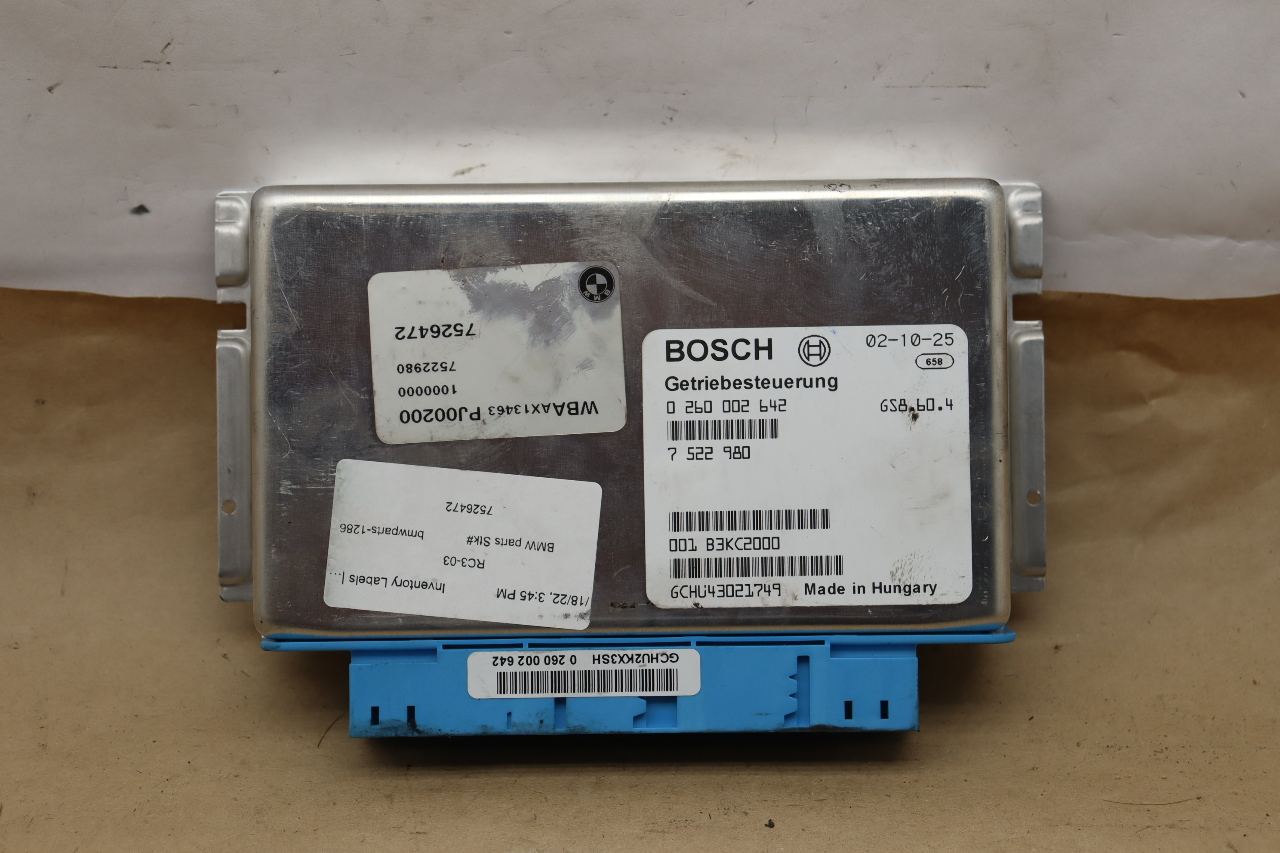 BMW
7526472
7522980
1000000
WBAAX13463 PJ00200
BOSCH 02-10-25
658
Getriebesteuerung
0 260 002 642 GS8.60.4
7 522 980
001 B3KC2000
GCHU43021749 Made in Hungary
/18/22, 3:45 PM Inventory Labels |...
RC3-03
BMW parts Stk# bmwparts-1286
7526472
GCHU2KX3SH 0 260 002 642